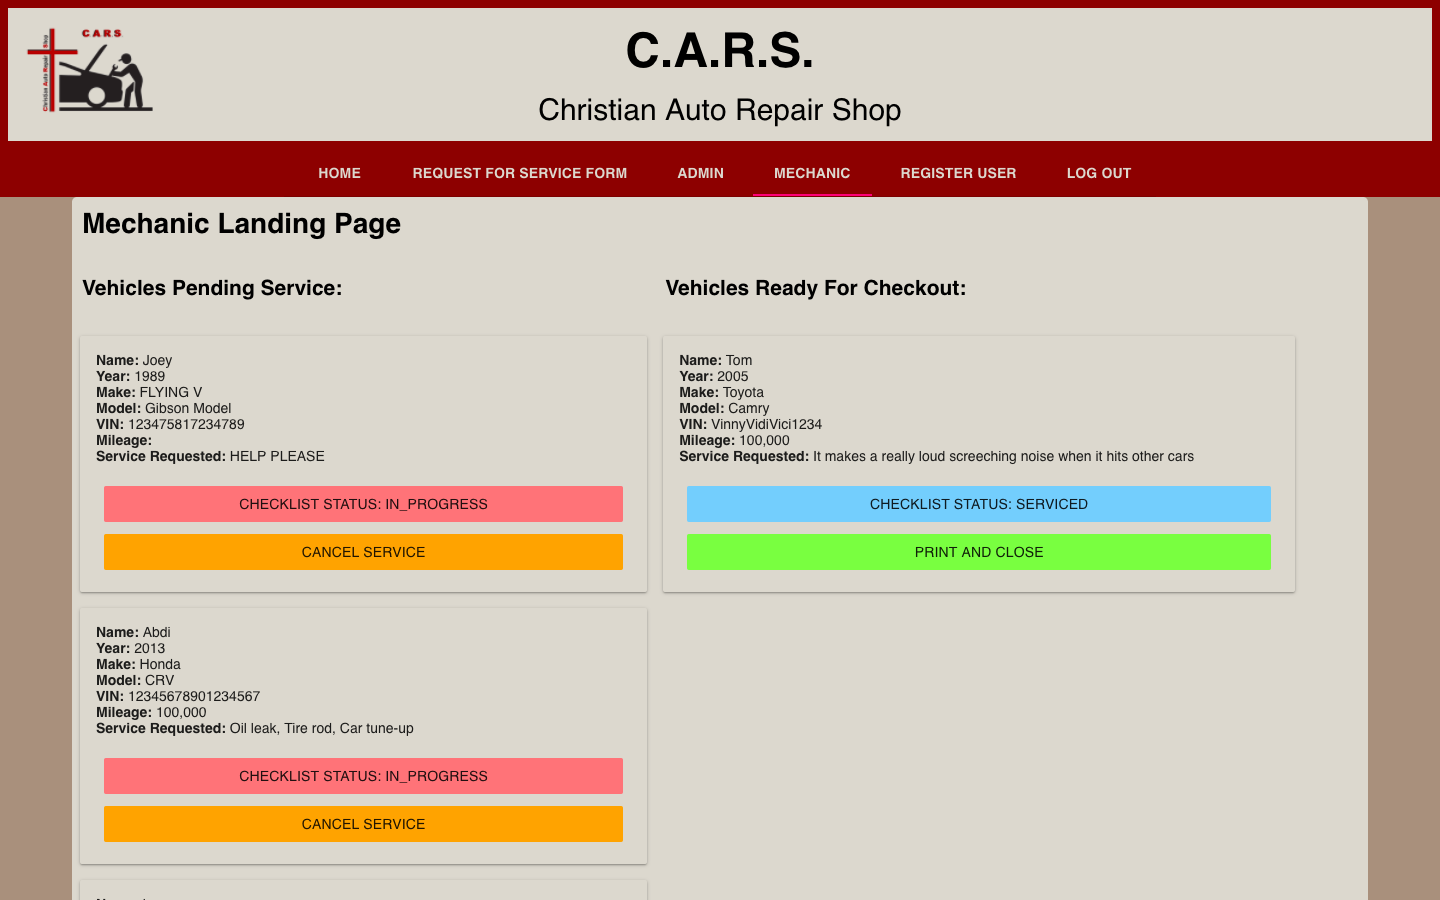 C.A.R.S.
Christian Auto Repair Shop
C.A.R.S.
Christian Auto Repair Shop
HOME
REQUEST FOR SERVICE FORM
ADMIN
MECHANIC
REGISTER USER
LOG OUT
Mechanic Landing Page
Vehicles Pending Service:
Name: Joey
Year: 1989
Make: FLYING V
Model: Gibson Model
VIN: 123475817234789
Mileage:
Service Requested: HELP PLEASE
CHECKLIST STATUS: IN_PROGRESS
CANCEL SERVICE
Name: Abdi
Year: 2013
Make: Honda
Model: CRV
VIN: 12345678901234567
Mileage: 100,000
Service Requested: Oil leak, Tire rod, Car tune-up
CHECKLIST STATUS: IN_PROGRESS
CANCEL SERVICE
Vehicles Ready For Checkout:
Name: Tom
Year: 2005
Make: Toyota
Model: Camry
VIN: VinnyVidiVici1234
Mileage: 100,000
Service Requested: It makes a really loud screeching noise when it hits other cars
CHECKLIST STATUS: SERVICED
PRINT AND CLOSE